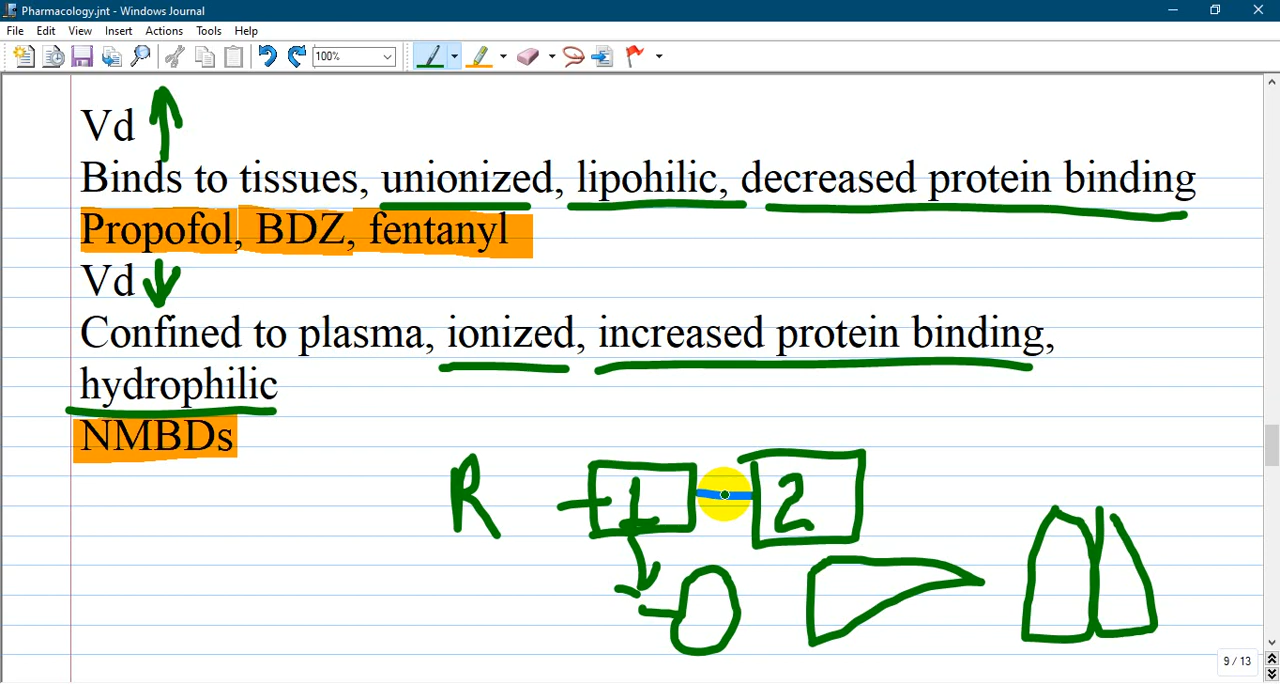 Pharmacology.jnt - Windows Journal
File Edit View Insert Actions Tools Help
100%
Vd
Binds to tissues, unionized, lipohilic, decreased protein binding
Propofol, BDZ, fentanyl
Vd
Confined to plasma, ionized, increased protein binding,
hydrophilic
NMBDs
R 1 2
9 / 13